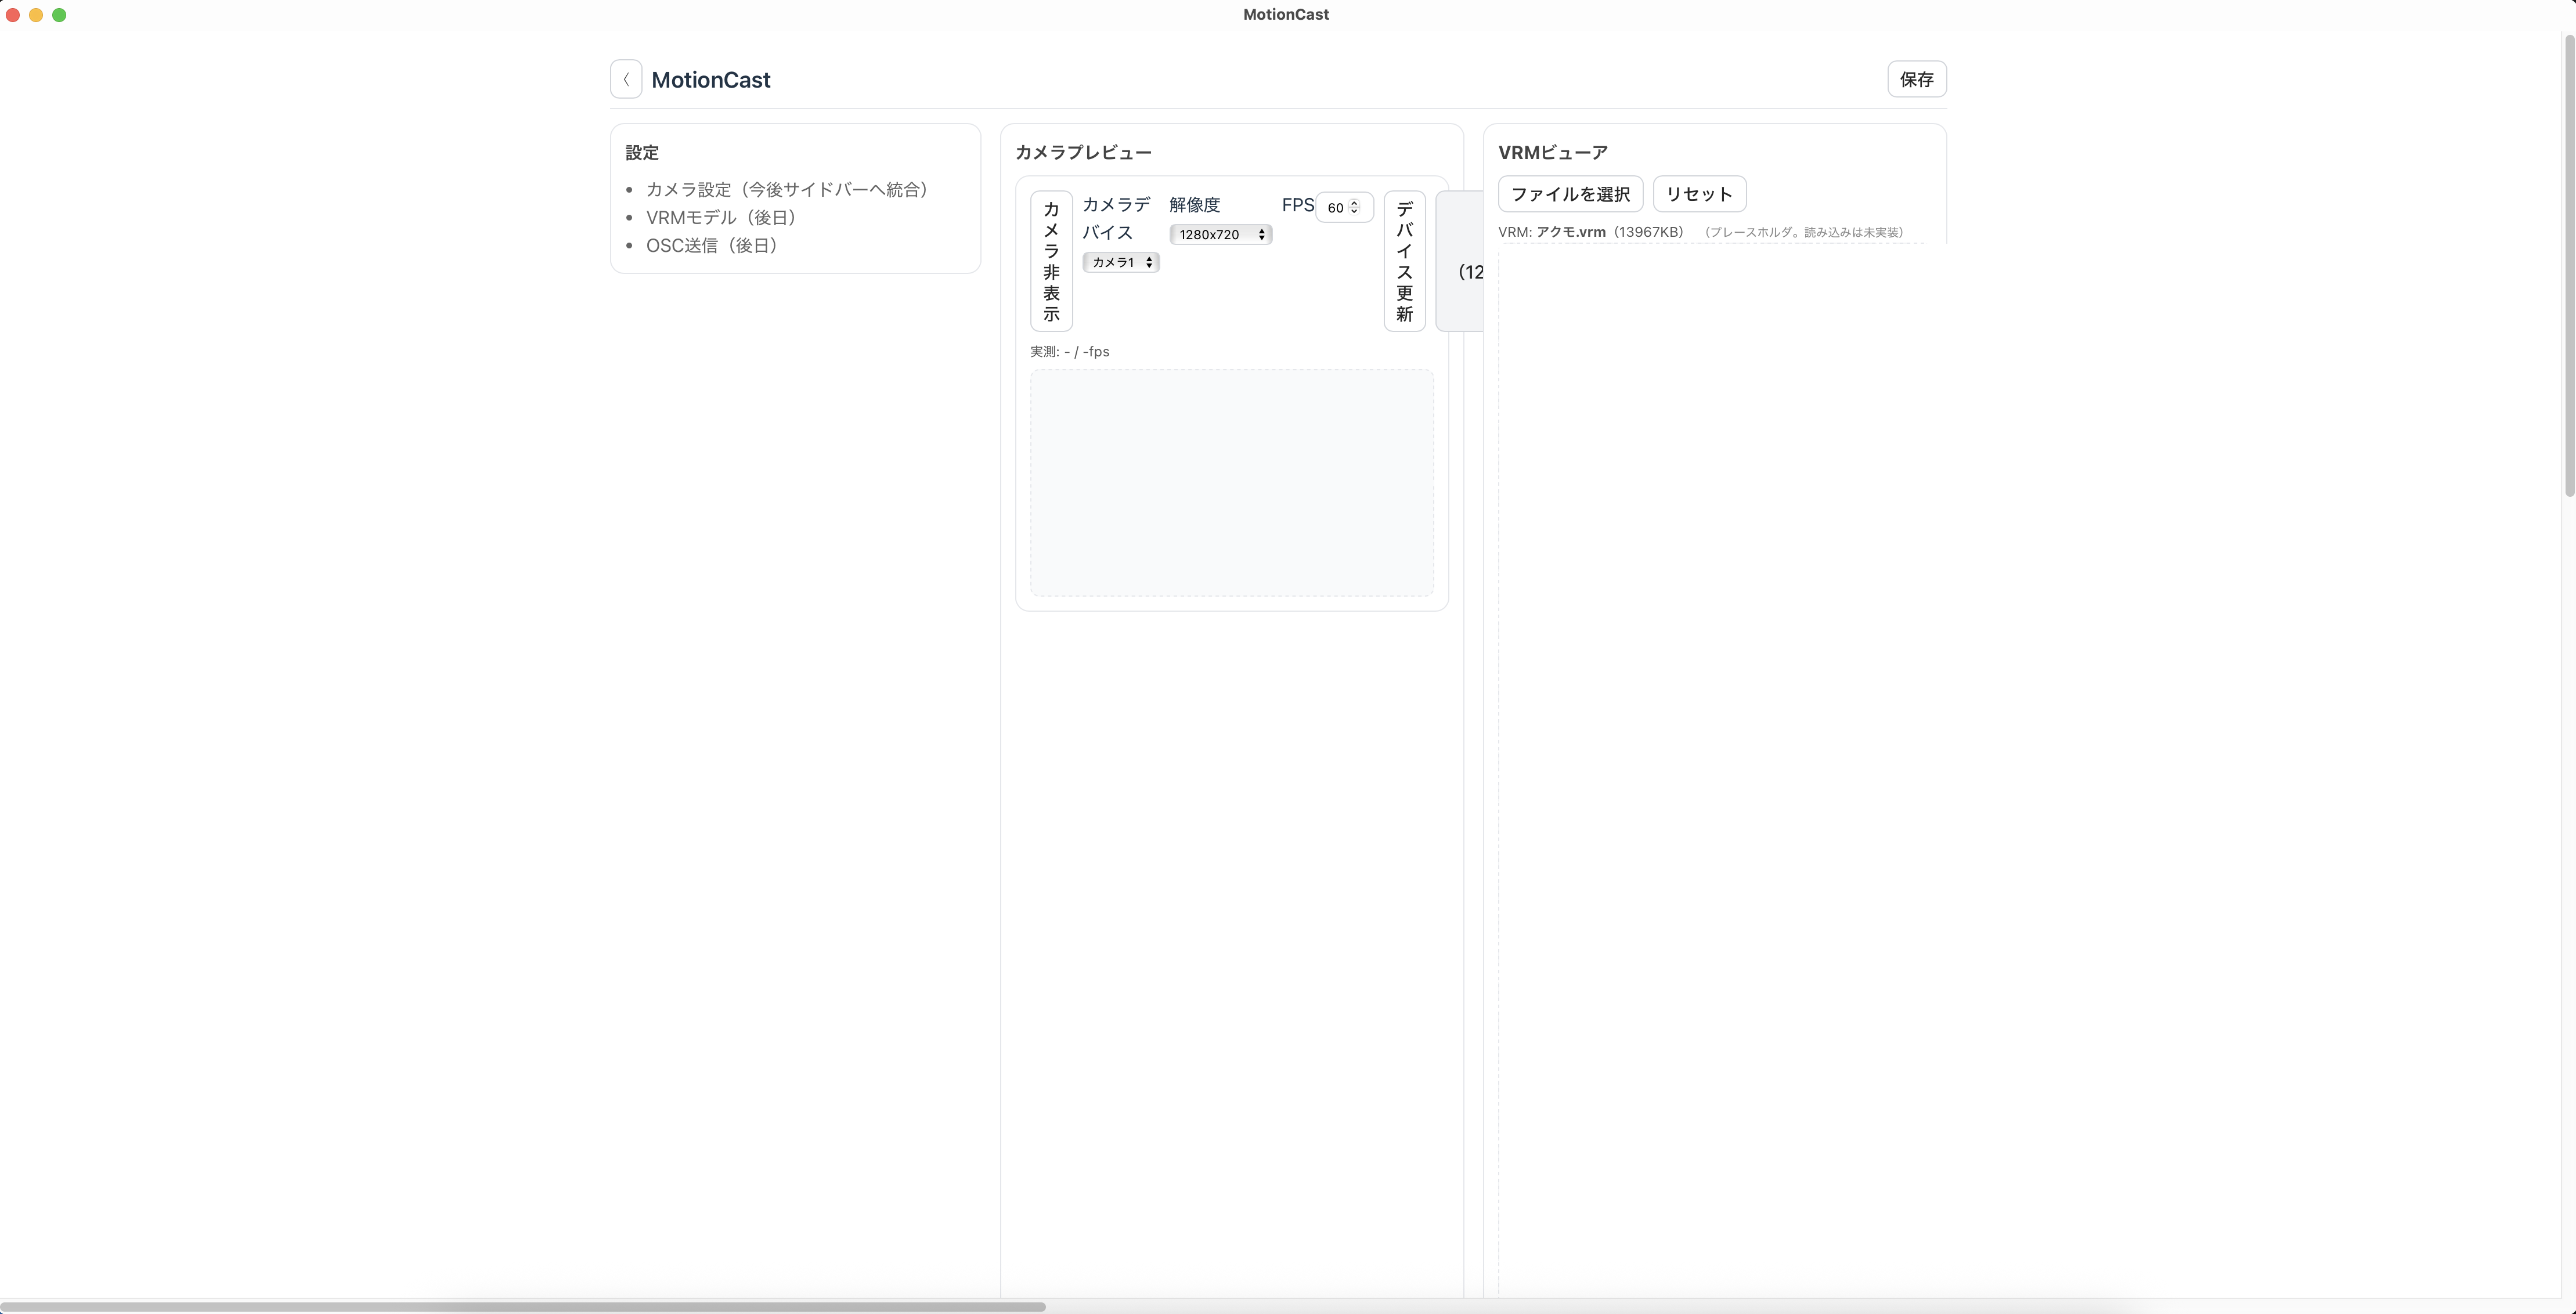 MotionCast
MotionCast
保存
設定
カメラ設定（今後サイドバーへ統合）
VRMモデル（後日）
OSC送信（後日）
カメラプレビュー
カメラ非表示
カメラデバイス
カメラ1
解像度
1280x720
FPS 60
デバイス更新
（12
実測: - / -fps
VRMビューア
ファイルを選択
リセット
VRM: アクモ.vrm（13967KB）　（プレースホルダ。読み込みは未実装）